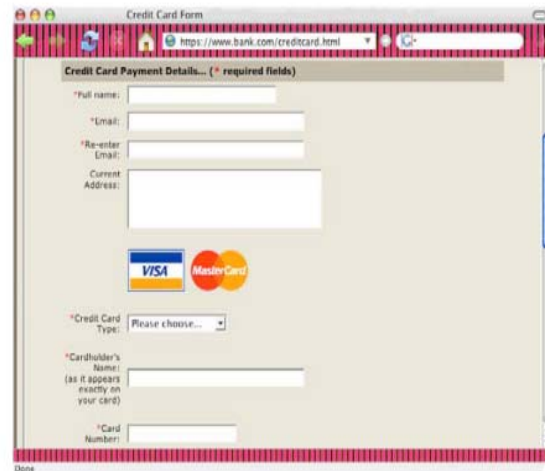 Credit Card Form
https://www.bank.com/creditcard.html
Credit Card Payment Details... (* required fields)
*Full name:
*Email:
*Re-enter
Email:
Current
Address:
VISA
MasterCard
*Credit Card
Type:
Please choose...
*Cardholder's
Name:
(as it appears
exactly on
your card)
*Card
Number:
Done